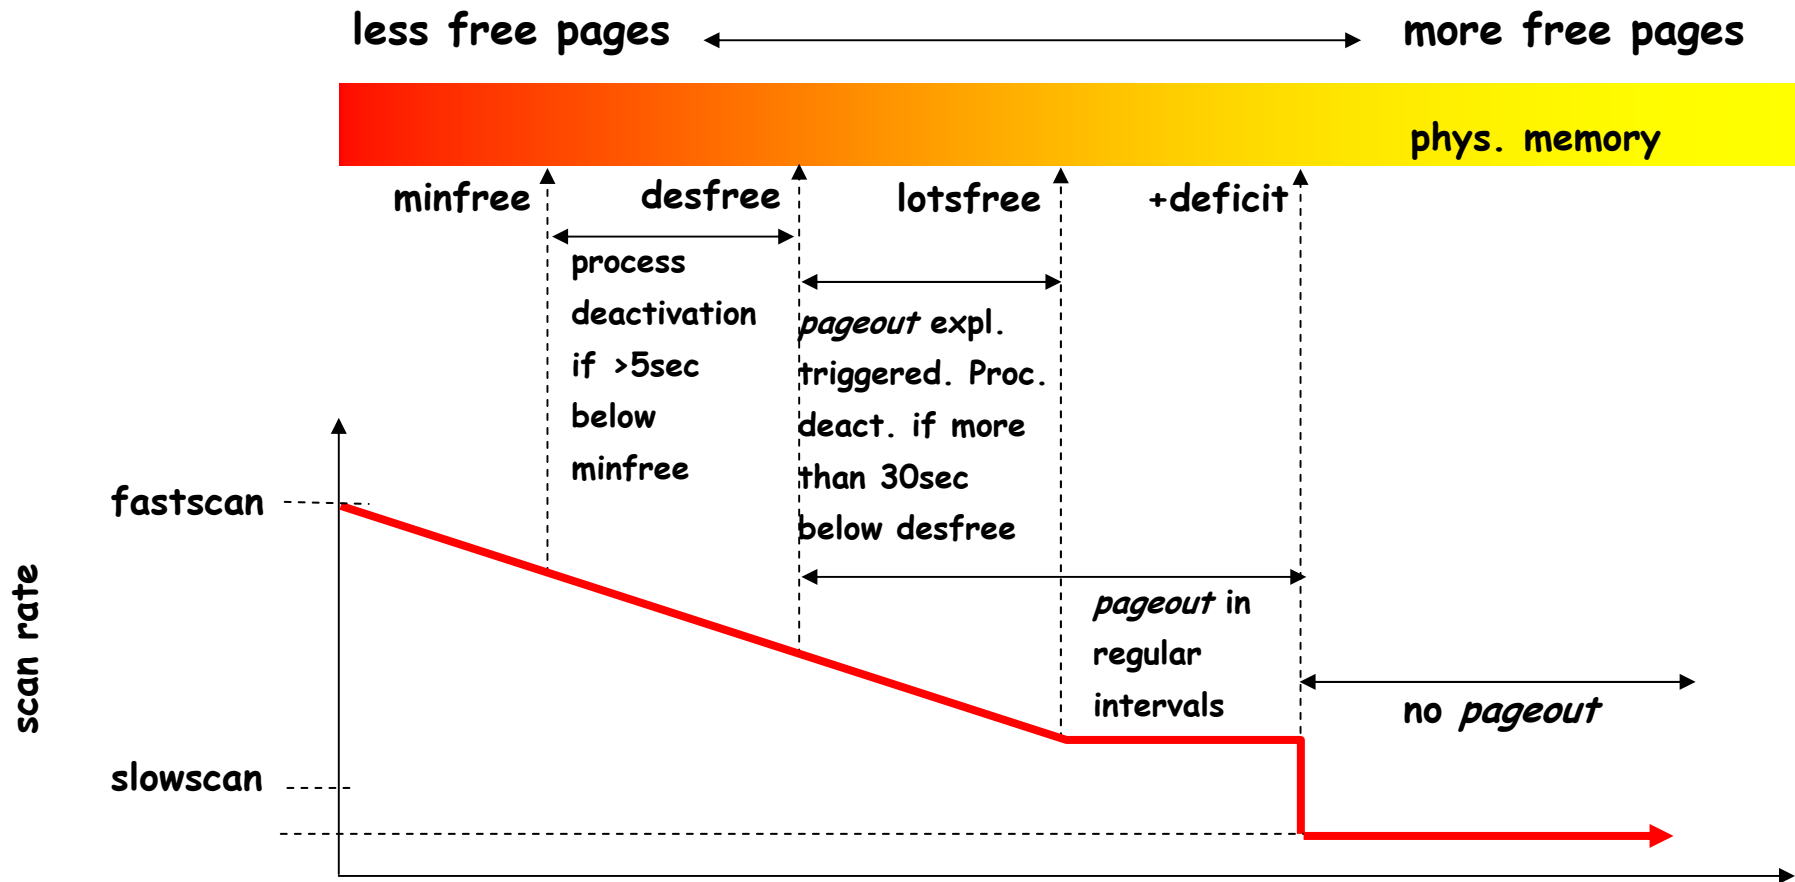 less free pages
more free pages
phys. memory
minfree
desfree
lotsfree
+deficit
process
deactivation
if >5sec
below
minfree
pageout expl.
triggered. Proc.
deact. if more
than 30sec
below desfree
pageout in
regular
intervals
no pageout
fastscan
scan rate
slowscan